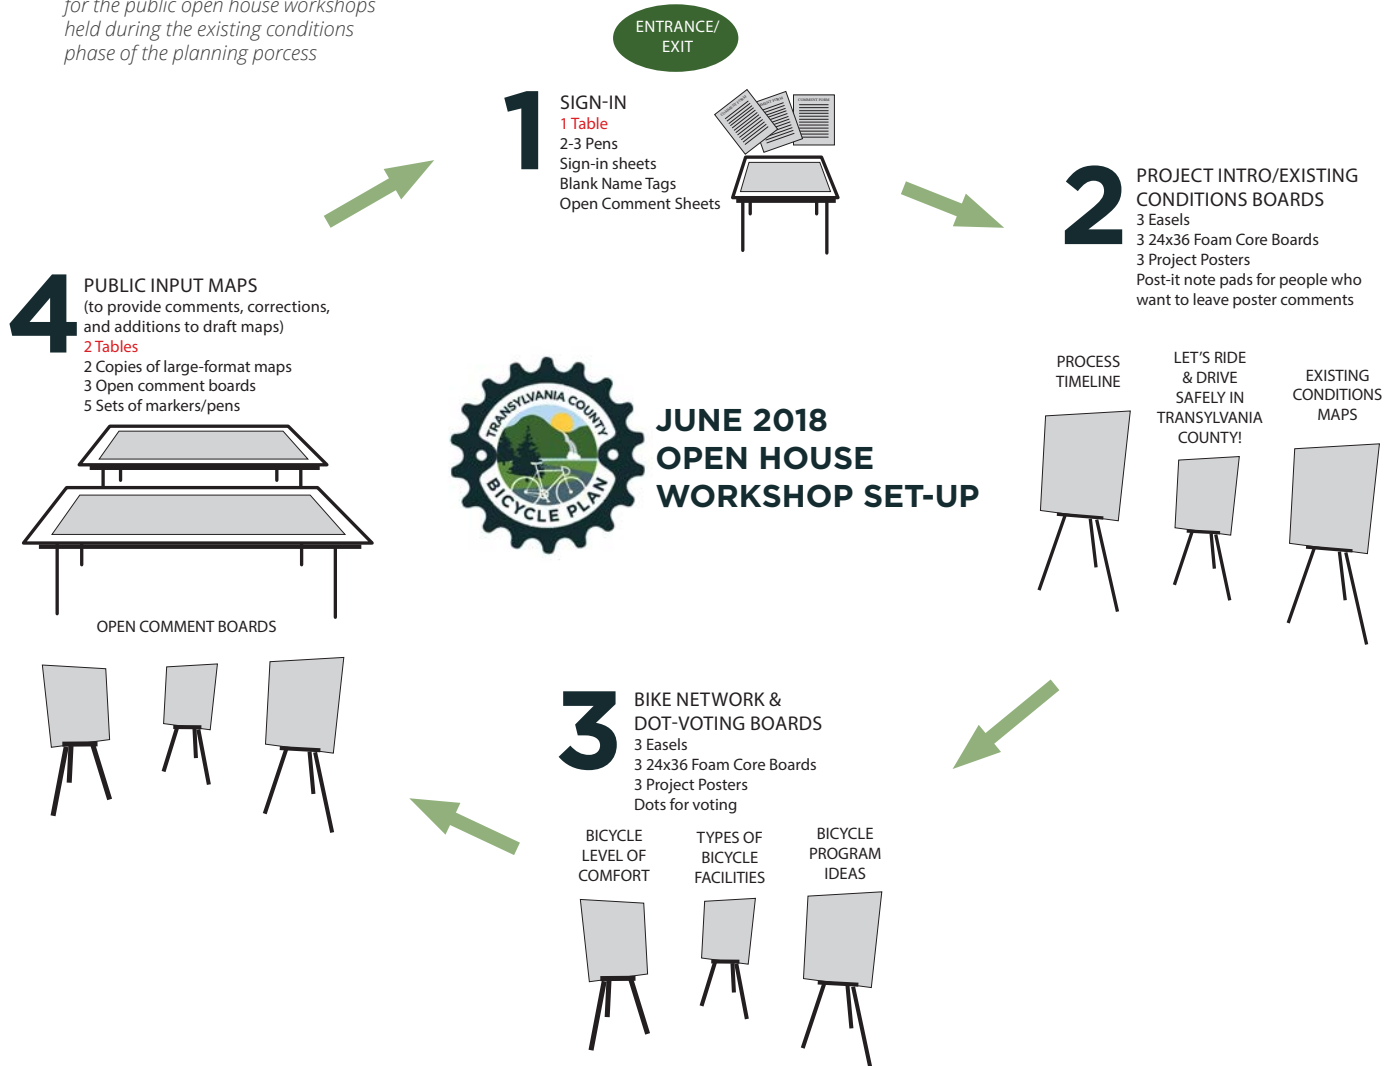 for the public open house workshops
held during the existing conditions
phase of the planning porcess
ENTRANCE/
EXIT
1
SIGN-IN
1 Table
2-3 Pens
Sign-in sheets
Blank Name Tags
Open Comment Sheets
COMMENT FORM
2
PROJECT INTRO/EXISTING
CONDITIONS BOARDS
3 Easels
3 24x36 Foam Core Boards
3 Project Posters
Post-it note pads for people who
want to leave poster comments
PROCESS
TIMELINE
LET'S RIDE
& DRIVE
SAFELY IN
TRANSYLVANIA
COUNTY!
EXISTING
CONDITIONS
MAPS
4
PUBLIC INPUT MAPS
(to provide comments, corrections,
and additions to draft maps)
2 Tables
2 Copies of large-format maps
3 Open comment boards
5 Sets of markers/pens
OPEN COMMENT BOARDS
TRANSYLVANIA COUNTY
BICYCLE PLAN
JUNE 2018
OPEN HOUSE
WORKSHOP SET-UP
3
BIKE NETWORK &
DOT-VOTING BOARDS
3 Easels
3 24x36 Foam Core Boards
3 Project Posters
Dots for voting
BICYCLE
LEVEL OF
COMFORT
TYPES OF
BICYCLE
FACILITIES
BICYCLE
PROGRAM
IDEAS